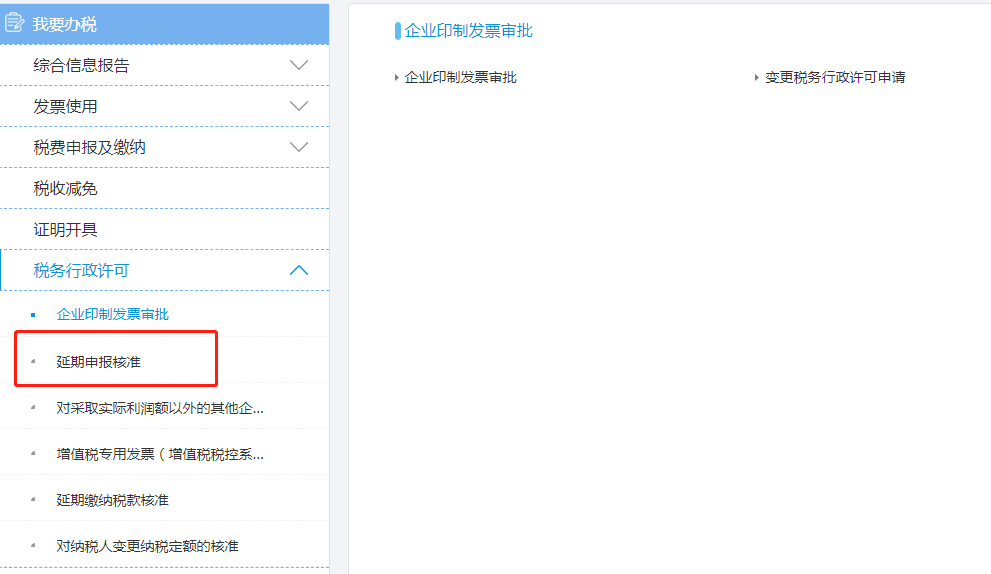 我要办税
综合信息报告
发票使用
税费申报及缴纳
税收减免
证明开具
税务行政许可
企业印制发票审批
延期申报核准
对采取实际利润额以外的其他企...
增值税专用发票（增值税税控系...
延期缴纳税款核准
对纳税人变更纳税定额的核准
企业印制发票审批
企业印制发票审批
变更税务行政许可申请